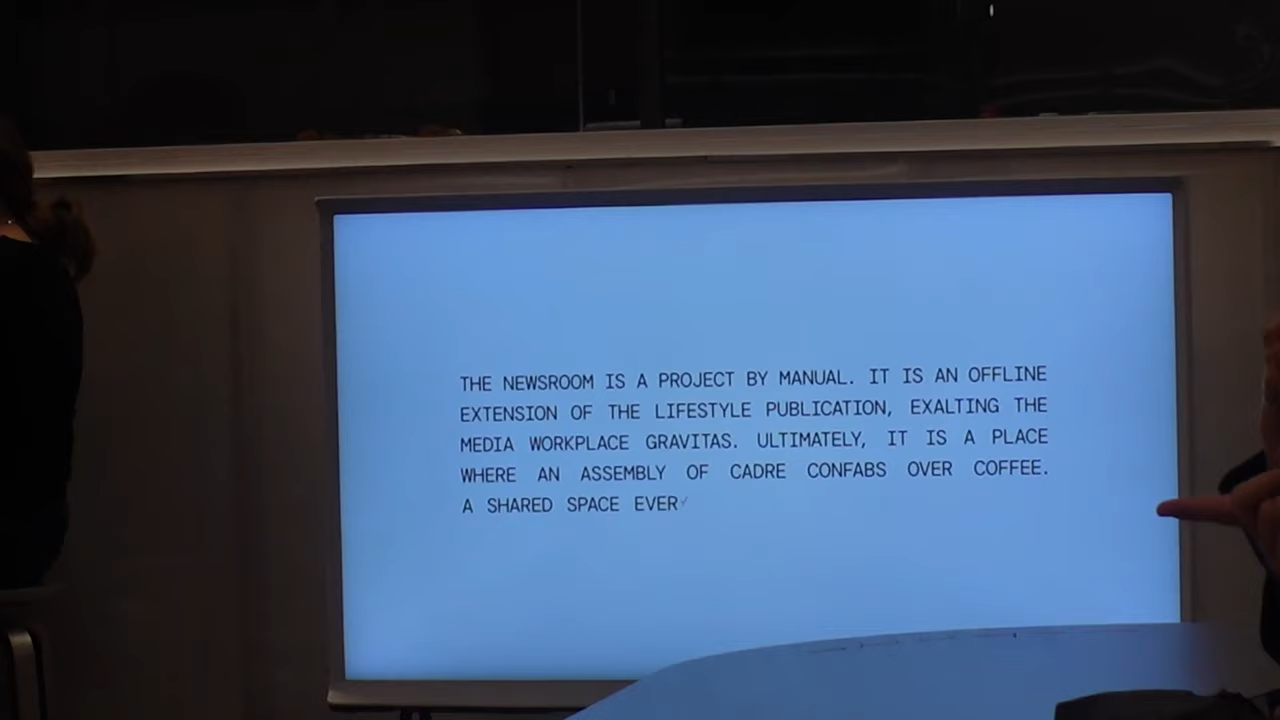 THE NEWSROOM IS A PROJECT BY MANUAL. IT IS AN OFFLINE
EXTENSION OF THE LIFESTYLE PUBLICATION, EXALTING THE
MEDIA WORKPLACE GRAVITAS. ULTIMATELY, IT IS A PLACE
WHERE AN ASSEMBLY OF CADRE CONFABS OVER COFFEE.
A SHARED SPACE EVERY